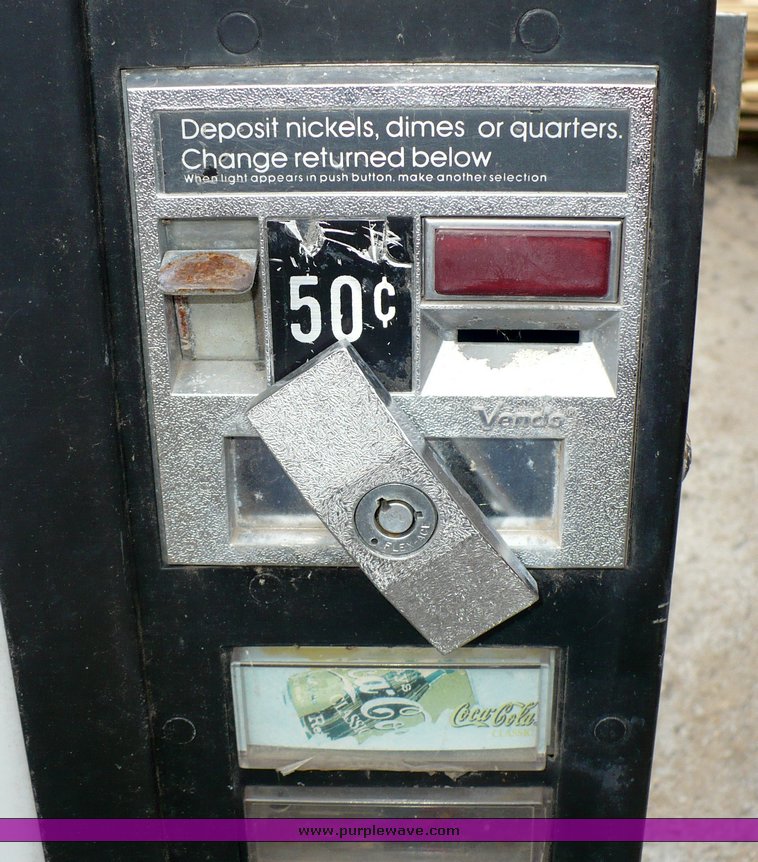 Deposit nickels, dimes or quarters.
Change returned below
When light appears in push button, make another selection
50¢
Vendo
Coca-Cola
CLASSIC
www.purplewave.com